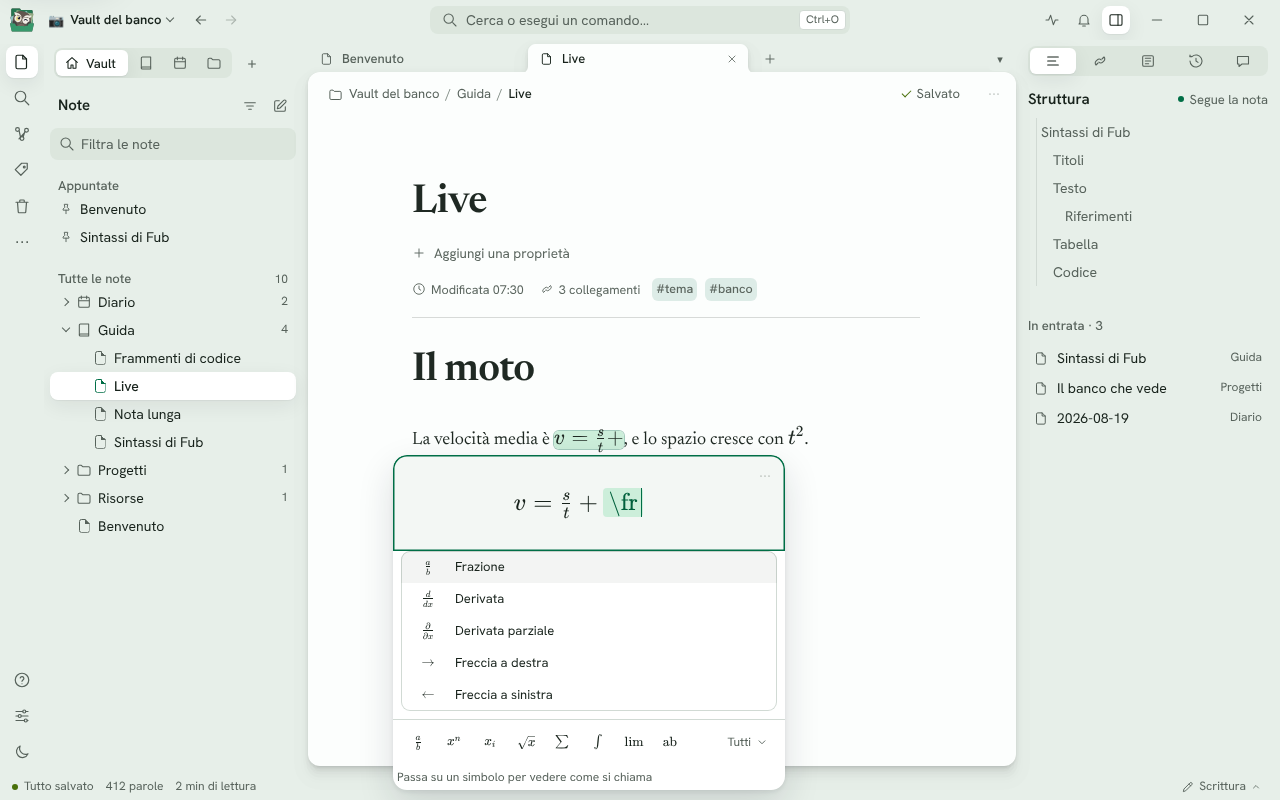 Vault del banco
Cerca o esegui un comando…
Ctrl+O
Vault
Benvenuto
Live
Note
Filtra le note
Appuntate
Benvenuto
Sintassi di Fub
Tutte le note 10
Diario 2
Guida 4
Frammenti di codice
Live
Nota lunga
Sintassi di Fub
Progetti 1
Risorse 1
Benvenuto
Vault del banco / Guida / Live
Salvato
Live
Aggiungi una proprietà
Modificata 07:30 3 collegamenti #tema #banco
Il moto
La velocità media è v = s/t +, e lo spazio cresce con t².
v = s/t + \fr
a/b Frazione
d/dx Derivata
∂/∂x Derivata parziale
→ Freccia a destra
← Freccia a sinistra
a/b xⁿ xᵢ √x ∑ ∫ lim ab Tutti
Passa su un simbolo per vedere come si chiama
Struttura
Segue la nota
Sintassi di Fub
Titoli
Testo
Riferimenti
Tabella
Codice
In entrata · 3
Sintassi di Fub Guida
Il banco che vede Progetti
2026-08-19 Diario
Tutto salvato 412 parole 2 min di lettura
Scrittura